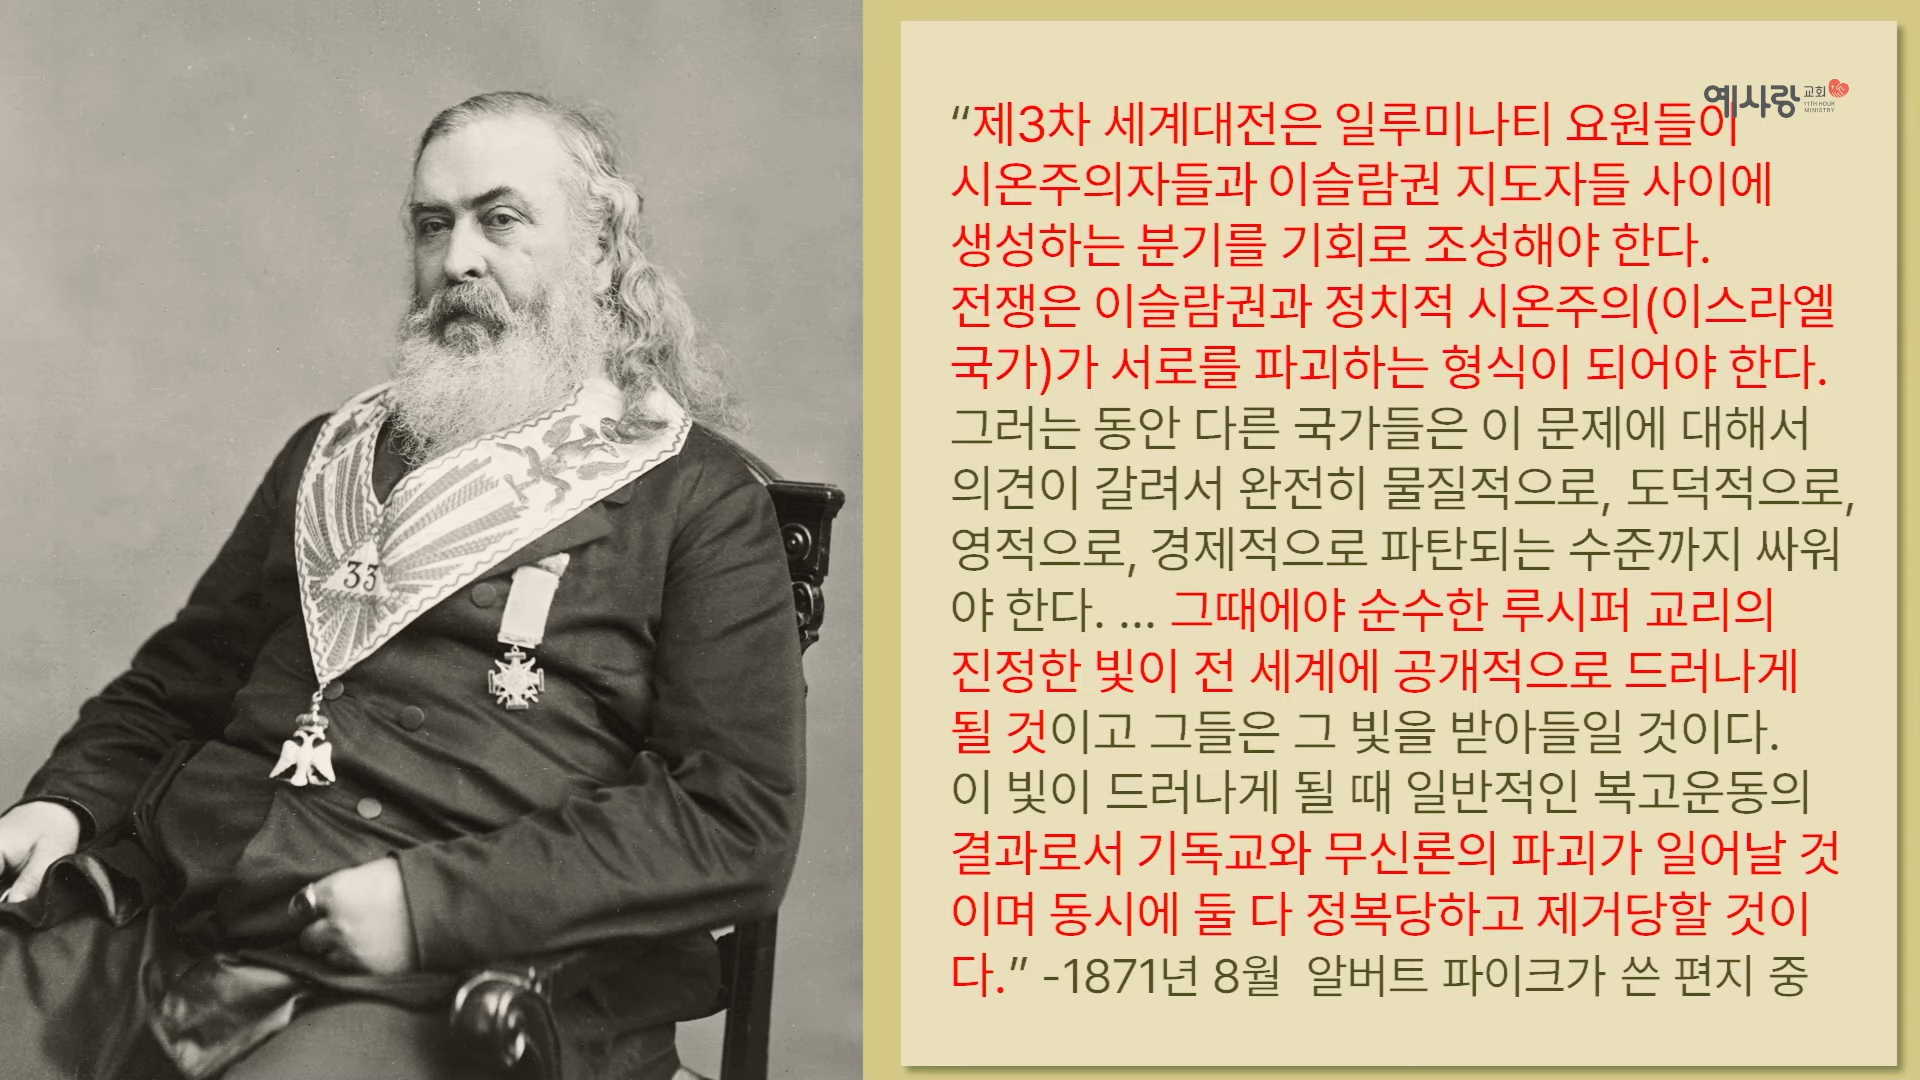 예사랑 교회
11TH HOUR
MINISTRY
“제3차 세계대전은 일루미나티 요원들이
시온주의자들과 이슬람권 지도자들 사이에
생성하는 분기를 기회로 조성해야 한다.
전쟁은 이슬람권과 정치적 시온주의(이스라엘
국가)가 서로를 파괴하는 형식이 되어야 한다.
그러는 동안 다른 국가들은 이 문제에 대해서
의견이 갈려서 완전히 물질적으로, 도덕적으로,
영적으로, 경제적으로 파탄되는 수준까지 싸워
야 한다. ... 그때에야 순수한 루시퍼 교리의
진정한 빛이 전 세계에 공개적으로 드러나게
될 것이고 그들은 그 빛을 받아들일 것이다.
이 빛이 드러나게 될 때 일반적인 복고운동의
결과로서 기독교와 무신론의 파괴가 일어날 것
이며 동시에 둘 다 정복당하고 제거당할 것이
다.” -1871년 8월 알버트 파이크가 쓴 편지 중
33